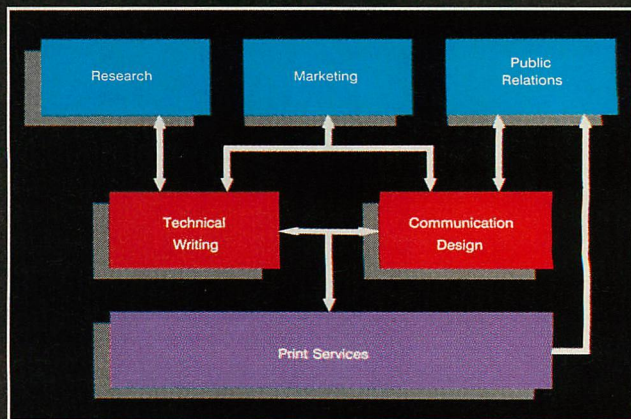 Research
Marketing
Public
Relations
Technical
Writing
Communication
Design
Print Services